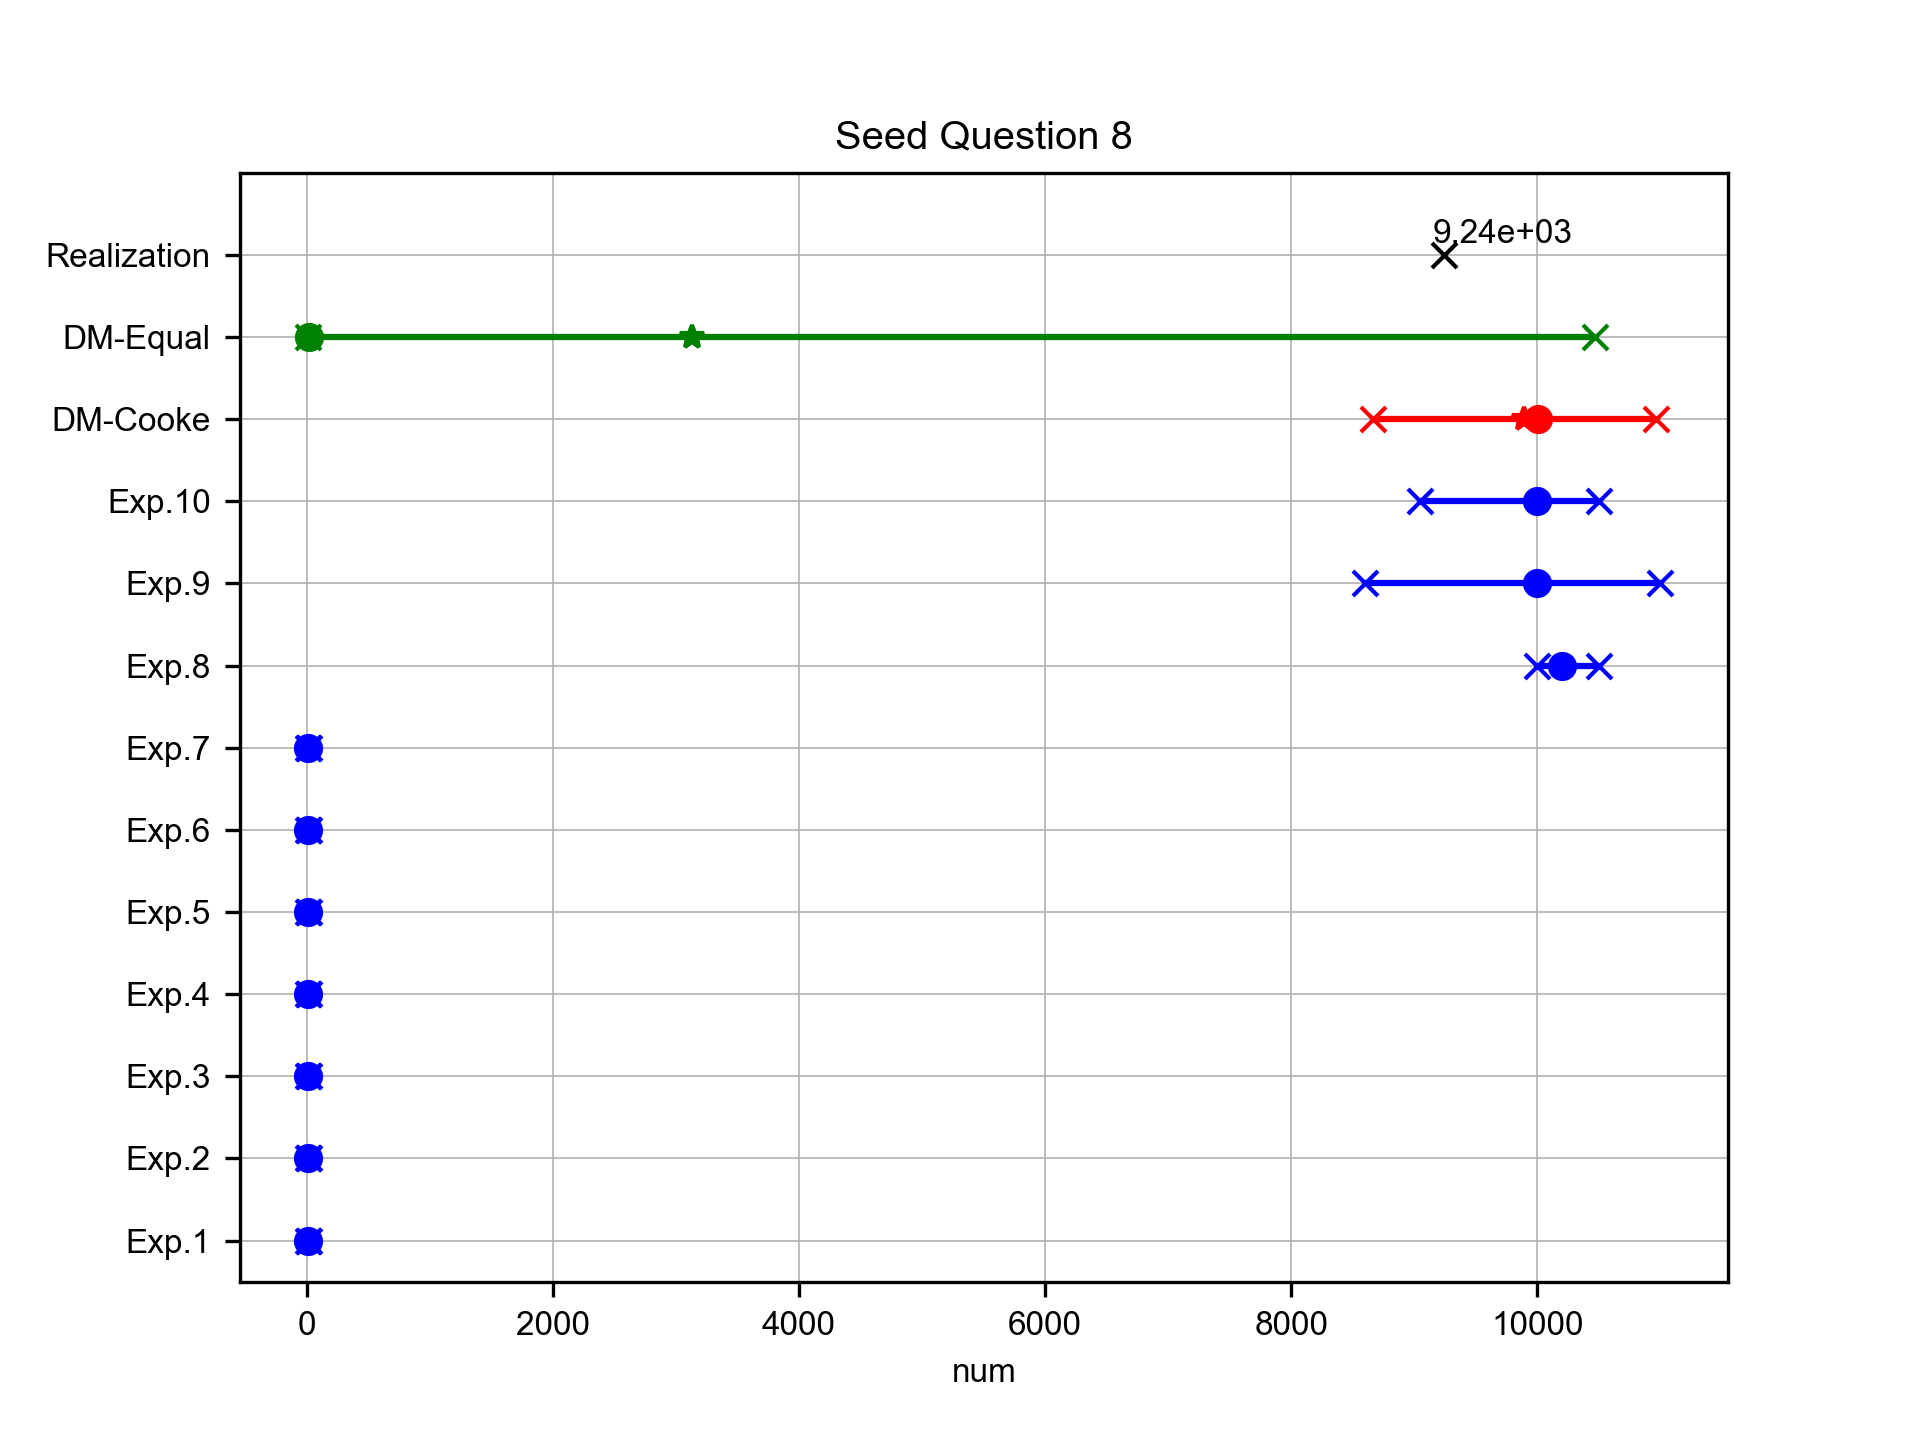 Seed Question 8
9.24e+03
Realization
DM-Equal
DM-Cooke
Exp.10
Exp.9
Exp.8
Exp.7
Exp.6
Exp.5
Exp.4
Exp.3
Exp.2
Exp.1
0 2000 4000 6000 8000 10000
num